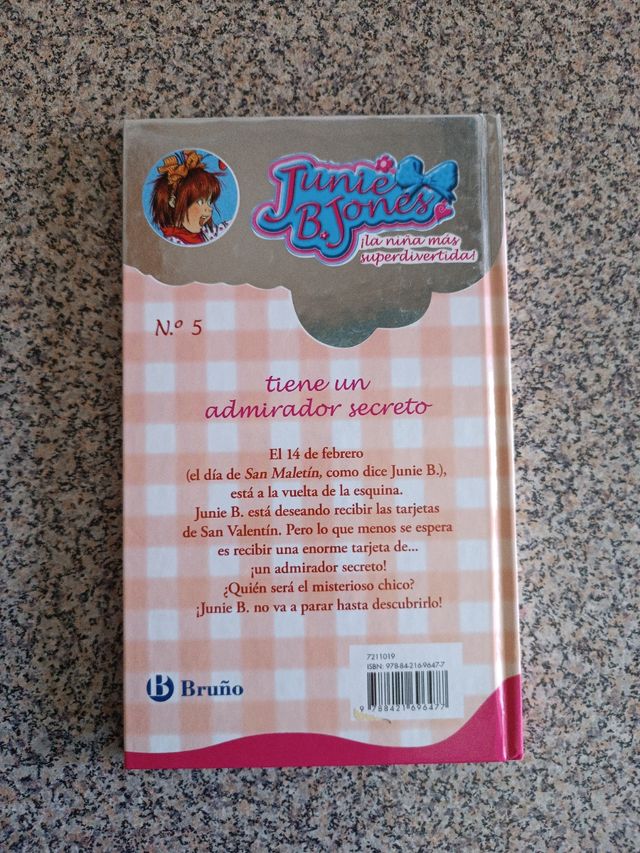 Junie
B. Jones
¡la niña más
superdivertida!
N.º 5
tiene un
admirador secreto
El 14 de febrero
(el día de San Maletín, como dice Junie B.),
está a la vuelta de la esquina.
Junie B. está deseando recibir las tarjetas
de San Valentín. Pero lo que menos se espera
es recibir una enorme tarjeta de...
¡un admirador secreto!
¿Quién será el misterioso chico?
¡Junie B. no va a parar hasta descubrirlo!
7211019
ISBN: 978-84-216-9647-7
9 788421 696477
B Bruño